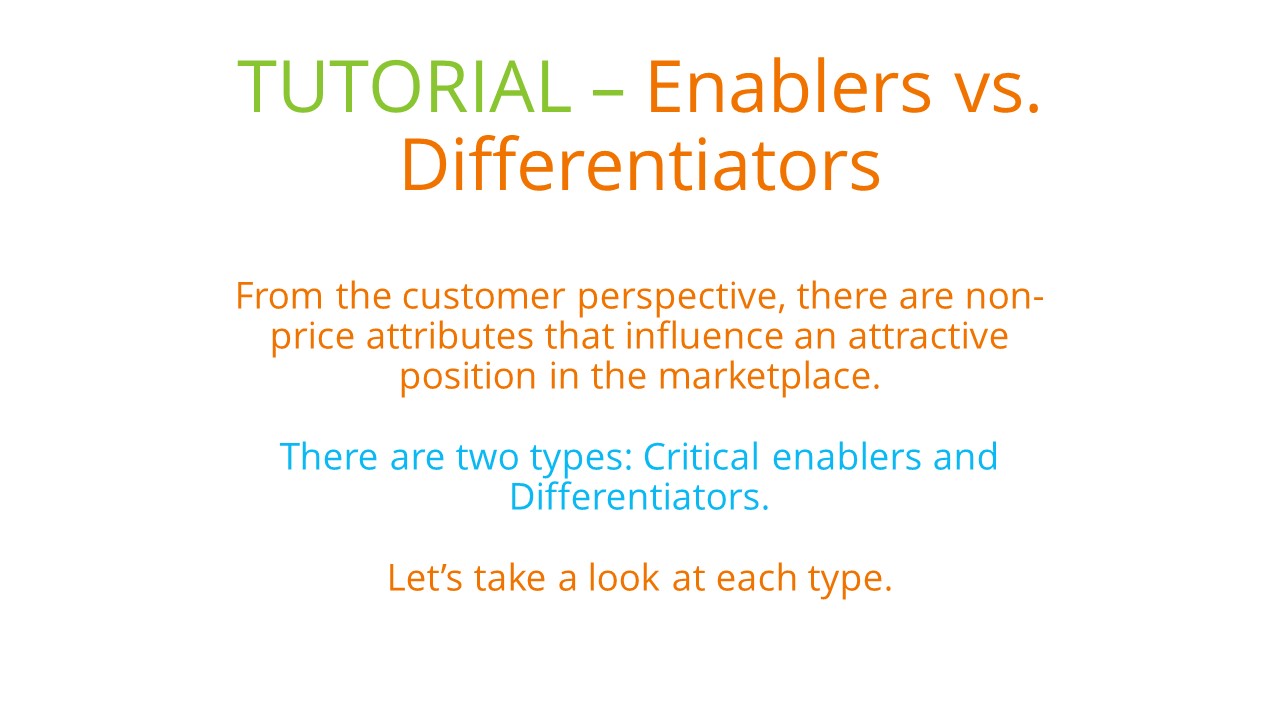 TUTORIAL – Enablers vs.
Differentiators
From the customer perspective, there are non-
price attributes that influence an attractive
position in the marketplace.
There are two types: Critical enablers and
Differentiators.
Let’s take a look at each type.